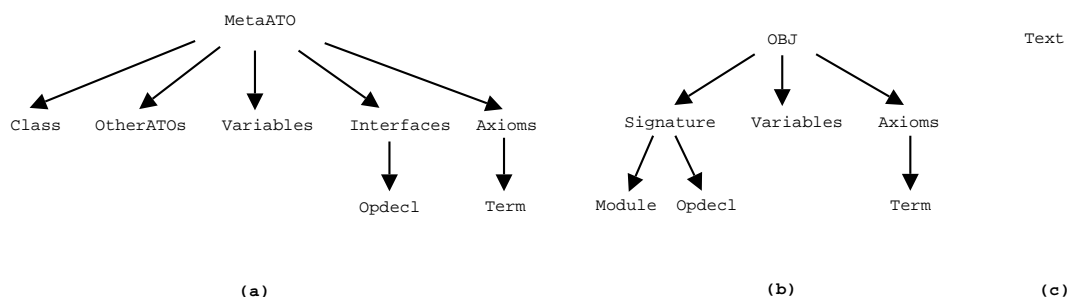 MetaATO
OBJ
Text
Class OtherATOs Variables Interfaces Axioms
Signature Variables Axioms
Opdecl Term
Module Opdecl Term
(a)
(b)
(c)